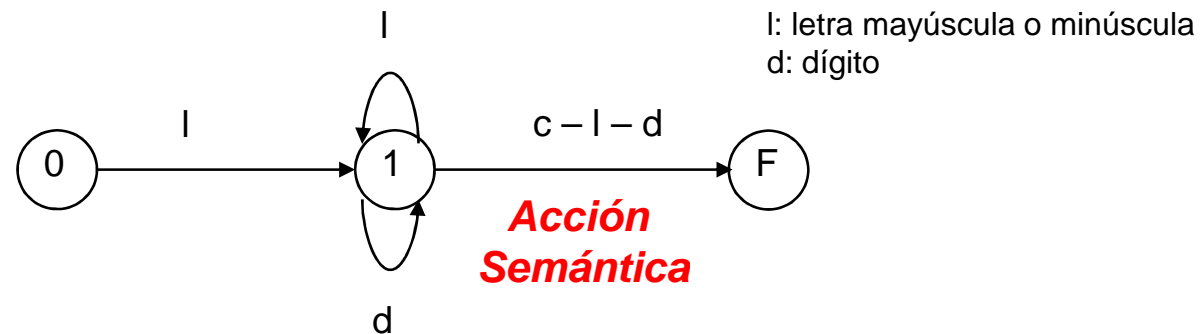 l
l: letra mayúscula o minúscula
d: dígito
l
c – l – d
0
1
F
Acción
Semántica
d